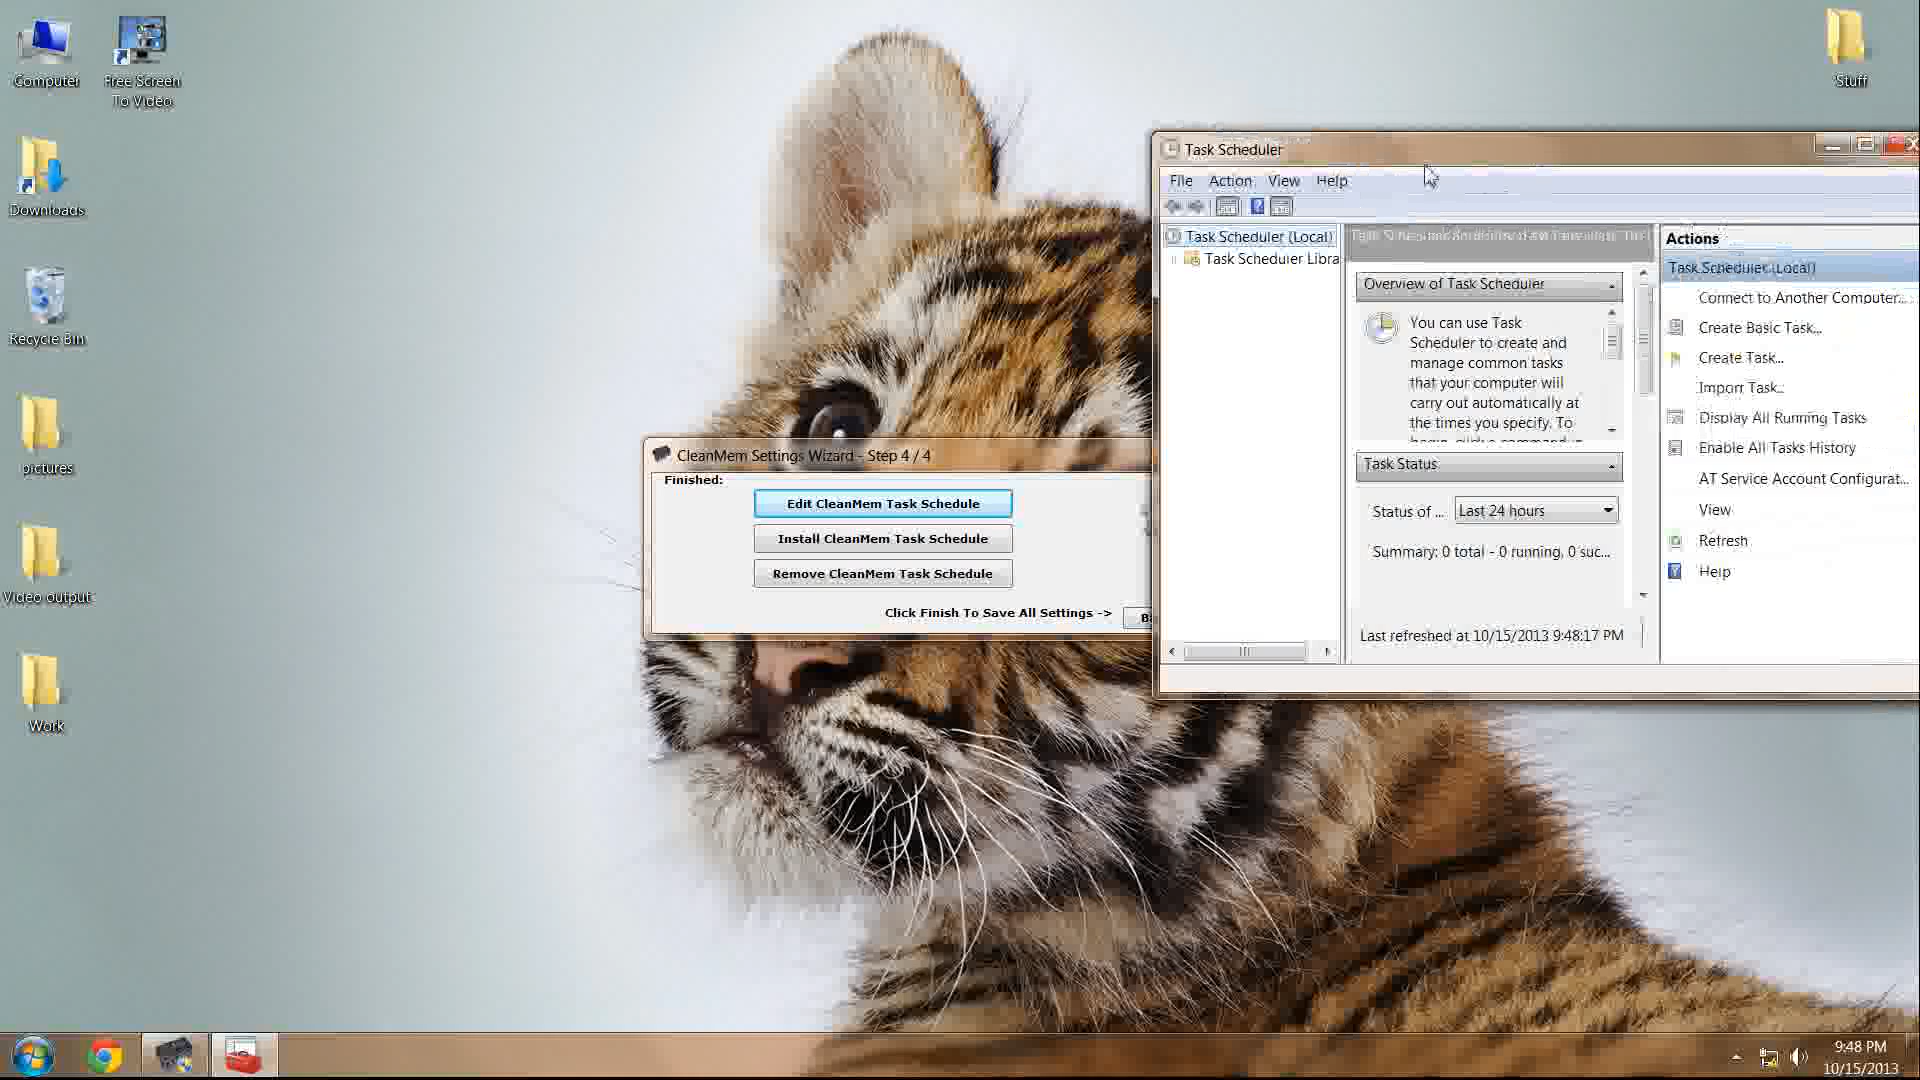 Computer
Free Screen
To Video
Downloads
Recycle Bin
pictures
Video output
Work
Stuff
CleanMem Settings Wizard - Step 4 / 4
Finished:
Edit CleanMem Task Schedule
Install CleanMem Task Schedule
Remove CleanMem Task Schedule
Click Finish To Save All Settings ->
Task Scheduler
File Action View Help
Task Scheduler (Local)
Task Scheduler Libra
Overview of Task Scheduler
You can use Task
Scheduler to create and
manage common tasks
that your computer will
carry out automatically at
the times you specify. To
Task Status
Status of ... Last 24 hours
Summary: 0 total - 0 running, 0 suc...
Last refreshed at 10/15/2013 9:48:17 PM
Actions
Task Scheduler (Local)
Connect to Another Computer...
Create Basic Task...
Create Task...
Import Task...
Display All Running Tasks
Enable All Tasks History
AT Service Account Configurat...
View
Refresh
Help
9:48 PM
10/15/2013